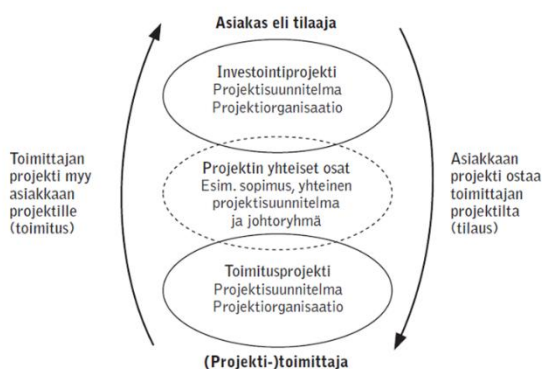 Asiakas eli tilaaja
Investointiprojekti
Projektisuunnitelma
Projektiorganisaatio
Toimittajan
projekti myy
asiakkaan
projektille
(toimitus)
Projektin yhteiset osat
Esim. sopimus, yhteinen
projektisuunnitelma
ja johtoryhmä
Asiakkaan
projekti ostaa
toimittajan
projektilta
(tilaus)
Toimitusprojekti
Projektisuunnitelma
Projektiorganisaatio
(Projekti-)toimittaja